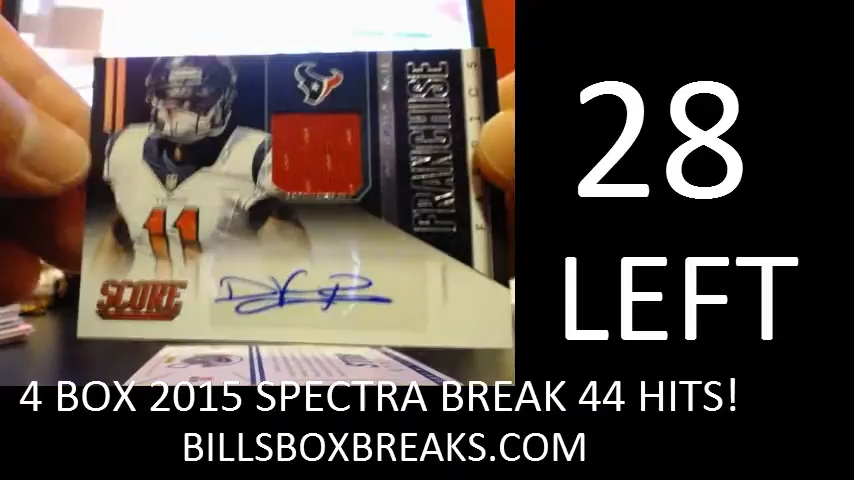 FRANCHISE
11
SCORE
28
LEFT
4 BOX 2015 SPECTRA BREAK 44 HITS!
BILLSBOXBREAKS.COM